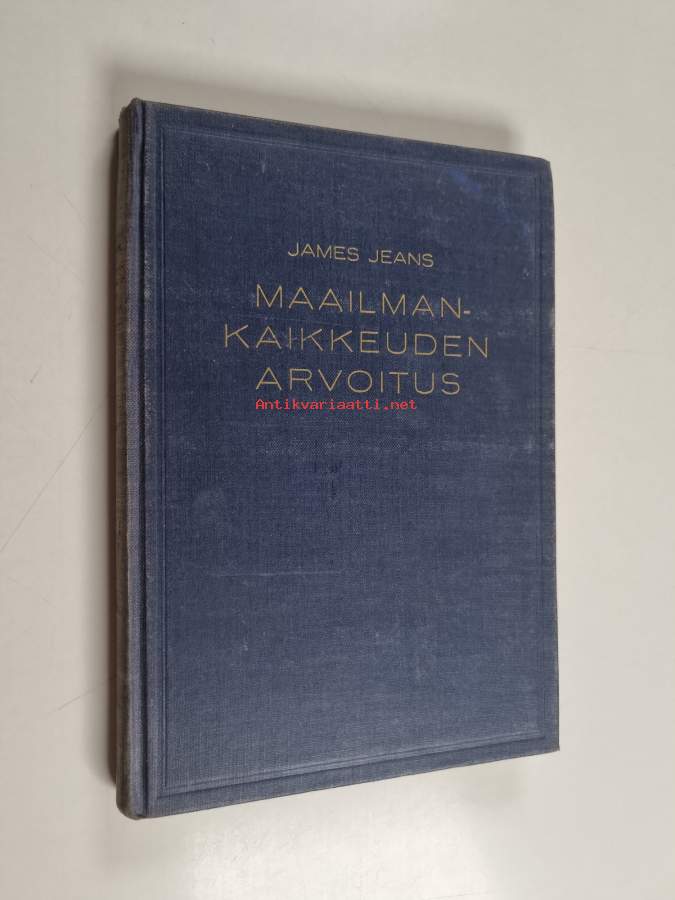 JAMES JEANS
MAAILMAN-
KAIKKEUDEN
ARVOITUS
Antikvariaatti.net